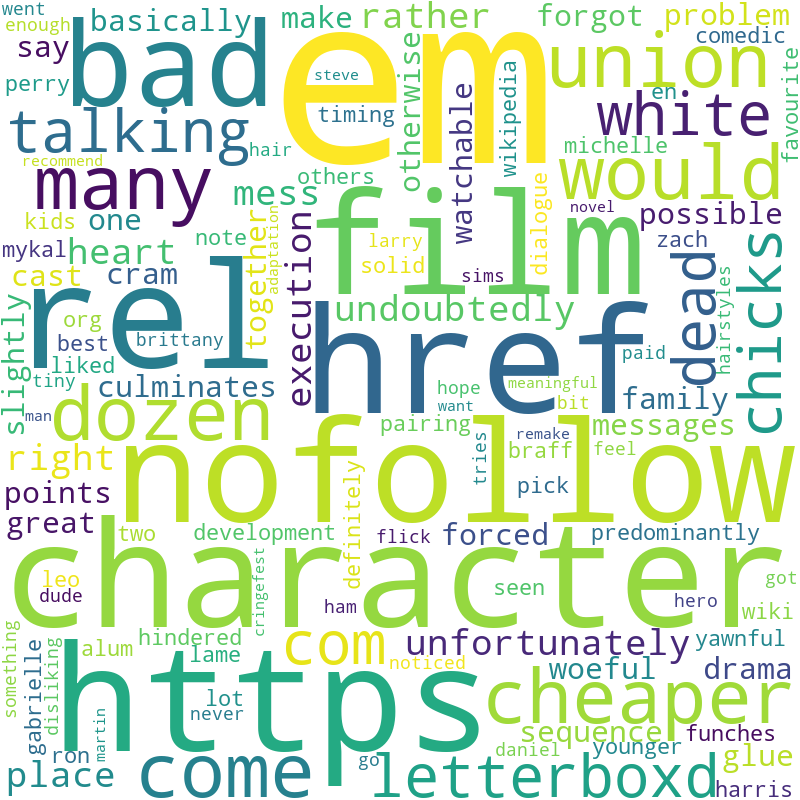 went
enough
basically
make
rather
forgot
problem
say
bad
em
union
comedic
perry
steve
timing
otherwise
wikipedia
en
white
favourite
talking
hair
michelle
recommend
many
others
mess
watchable
would
kids
one
film
novel
possible
mykal
heart
note
together
adaptation
execution
larry
solid
dialogue
sims
zach
dead
chicks
cast
cram
rel
href
undoubtedly
hairstyles
org
best
brittany
liked
slightly
tiny
culminates
paid
family
man
dozen
hope
want
meaningful
bit
pairing
messages
right
nofollow
remake
braff
feel
tries
points
pick
great
two
development
definitely
flick
forced
predominantly
character
leo
dude
cringefest
ham
seen
hero
got
wiki
something
disliking
gabrielle
alum
hindered
lame
com
noticed
unfortunately
yawnful
https
woeful
drama
lot
never
cheaper
sequence
funches
ron
martin
daniel
younger
glue
place
come
go
letterboxd
harris